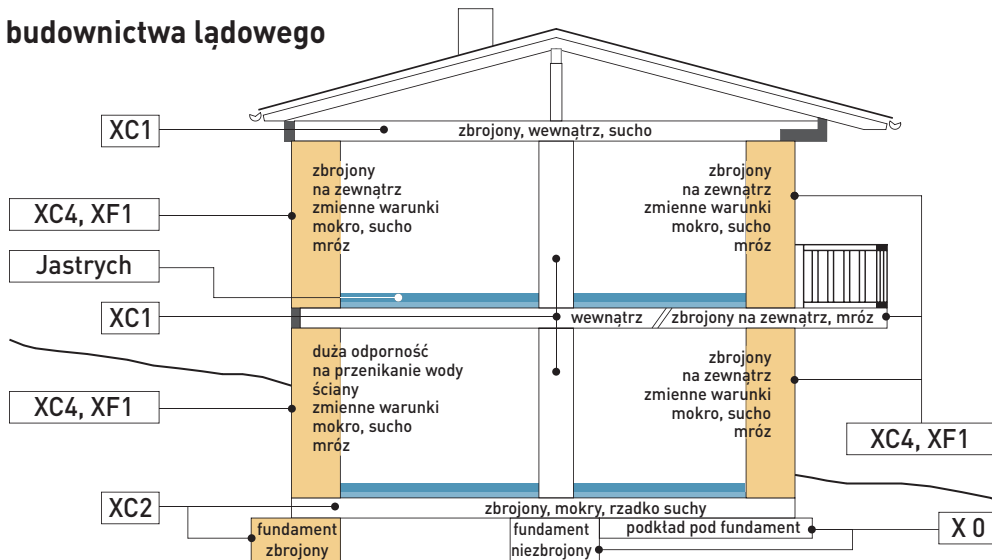 budownictwa lądowego
XC1
zbrojony, wewnątrz, sucho
zbrojony
na zewnątrz
zmienne warunki
mokro, sucho
mróz
zbrojony
na zewnątrz
zmienne warunki
mokro, sucho
mróz
XC4, XF1
Jastrych
XC1
wewnątrz
zbrojony na zewnątrz, mróz
duża odporność
na przenikanie wody
ściany
zmienne warunki
mokro, sucho
mróz
zbrojony
na zewnątrz
zmienne warunki
mokro, sucho
mróz
XC4, XF1
XC4, XF1
XC2
zbrojony, mokry, rzadko suchy
fundament
zbrojony
fundament
niezbrojony
podkład pod fundament
X 0